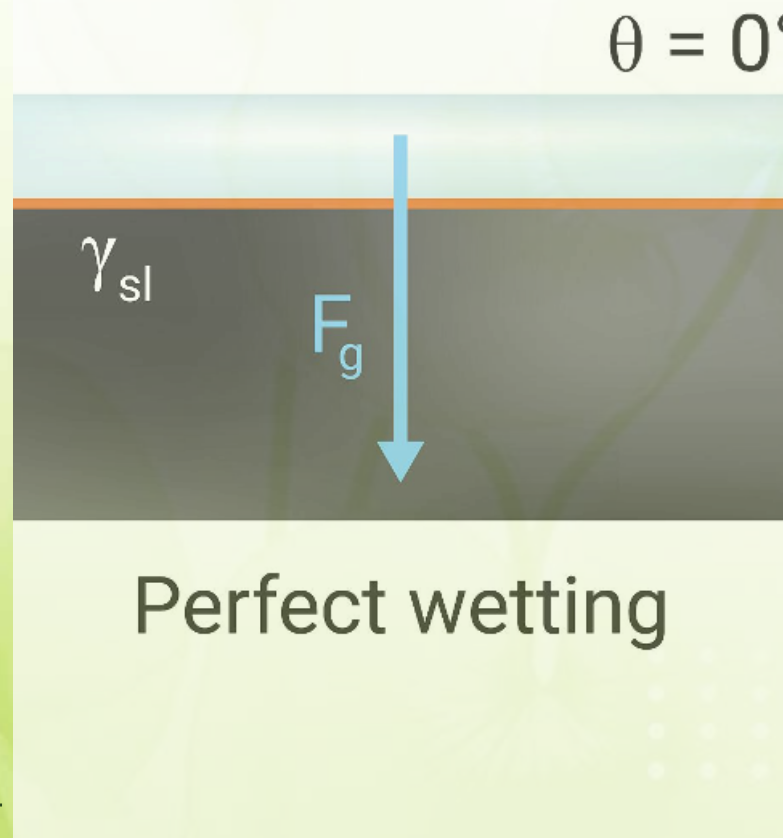 θ = 0°
γsl
Fg
Perfect wetting